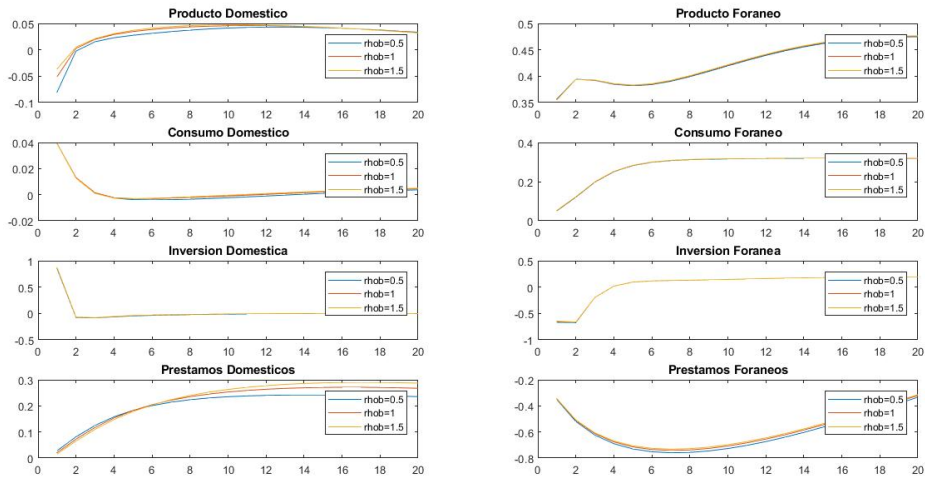 Producto Domestico
0.05
0
-0.05
-0.1
0 2 4 6 8 10 12 14 16 18 20
rhob=0.5
rhob=1
rhob=1.5
Producto Foraneo
0.5
0.45
0.4
0.35
0 2 4 6 8 10 12 14 16 18 20
rhob=0.5
rhob=1
rhob=1.5
Consumo Domestico
0.04
0.02
0
-0.02
0 2 4 6 8 10 12 14 16 18 20
rhob=0.5
rhob=1
rhob=1.5
Consumo Foraneo
0.4
0.2
0
0 2 4 6 8 10 12 14 16 18 20
rhob=0.5
rhob=1
rhob=1.5
Inversion Domestica
1
0.5
0
-0.5
0 2 4 6 8 10 12 14 16 18 20
rhob=0.5
rhob=1
rhob=1.5
Inversion Foranea
0.5
0
-0.5
-1
0 2 4 6 8 10 12 14 16 18 20
rhob=0.5
rhob=1
rhob=1.5
Prestamos Domesticos
0.3
0.2
0.1
0
0 2 4 6 8 10 12 14 16 18 20
rhob=0.5
rhob=1
rhob=1.5
Prestamos Foraneos
-0.2
-0.4
-0.6
-0.8
0 2 4 6 8 10 12 14 16 18 20
rhob=0.5
rhob=1
rhob=1.5